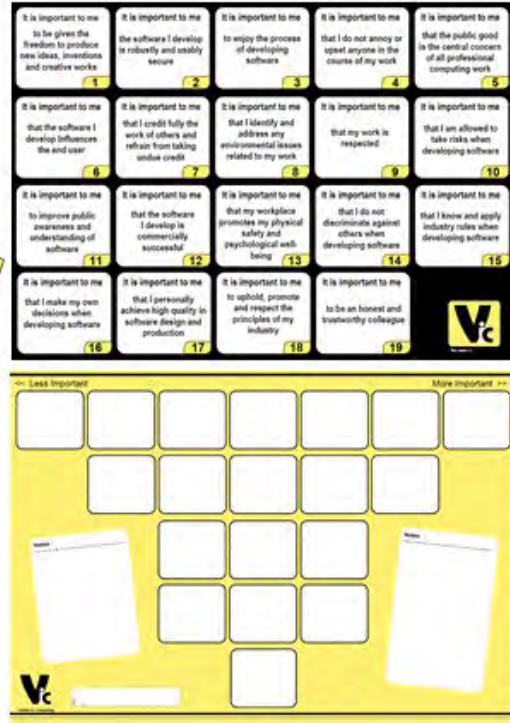 It is important to me
to be given the
freedom to produce
new ideas, inventions
and creative works
1
It is important to me
the software I develop
is robustly and usably
secure
2
It is important to me
to enjoy the process
of developing
software
3
It is important to me
that I do not annoy or
upset anyone in the
course of my work
4
It is important to me
that the public good
is the central concern
of all professional
computing work
5
It is important to me
that the software I
develop influences
the end user
6
It is important to me
that I credit fully the
work of others and
refrain from taking
undue credit
7
It is important to me
that I identify and
address any
environmental issues
related to my work
8
It is important to me
that my work is
respected
9
It is important to me
that I am allowed to
take risks when
developing software
10
It is important to me
to improve public
awareness and
understanding of
software
11
It is important to me
that the software
I develop is
commercially
successful
12
It is important to me
that my workplace
promotes my physical
safety and
psychological well-
being
13
It is important to me
that I do not
discriminate against
others when
developing software
14
It is important to me
that I know and apply
industry rules when
developing software
15
It is important to me
that I make my own
decisions when
developing software
16
It is important to me
that I personally
achieve high quality in
software design and
production
17
It is important to me
to uphold, promote
and respect the
principles of my
industry
18
It is important to me
to be an honest and
trustworthy colleague
19
Vic
<< Less Important
More Important >>
Notes
Notes
Vic